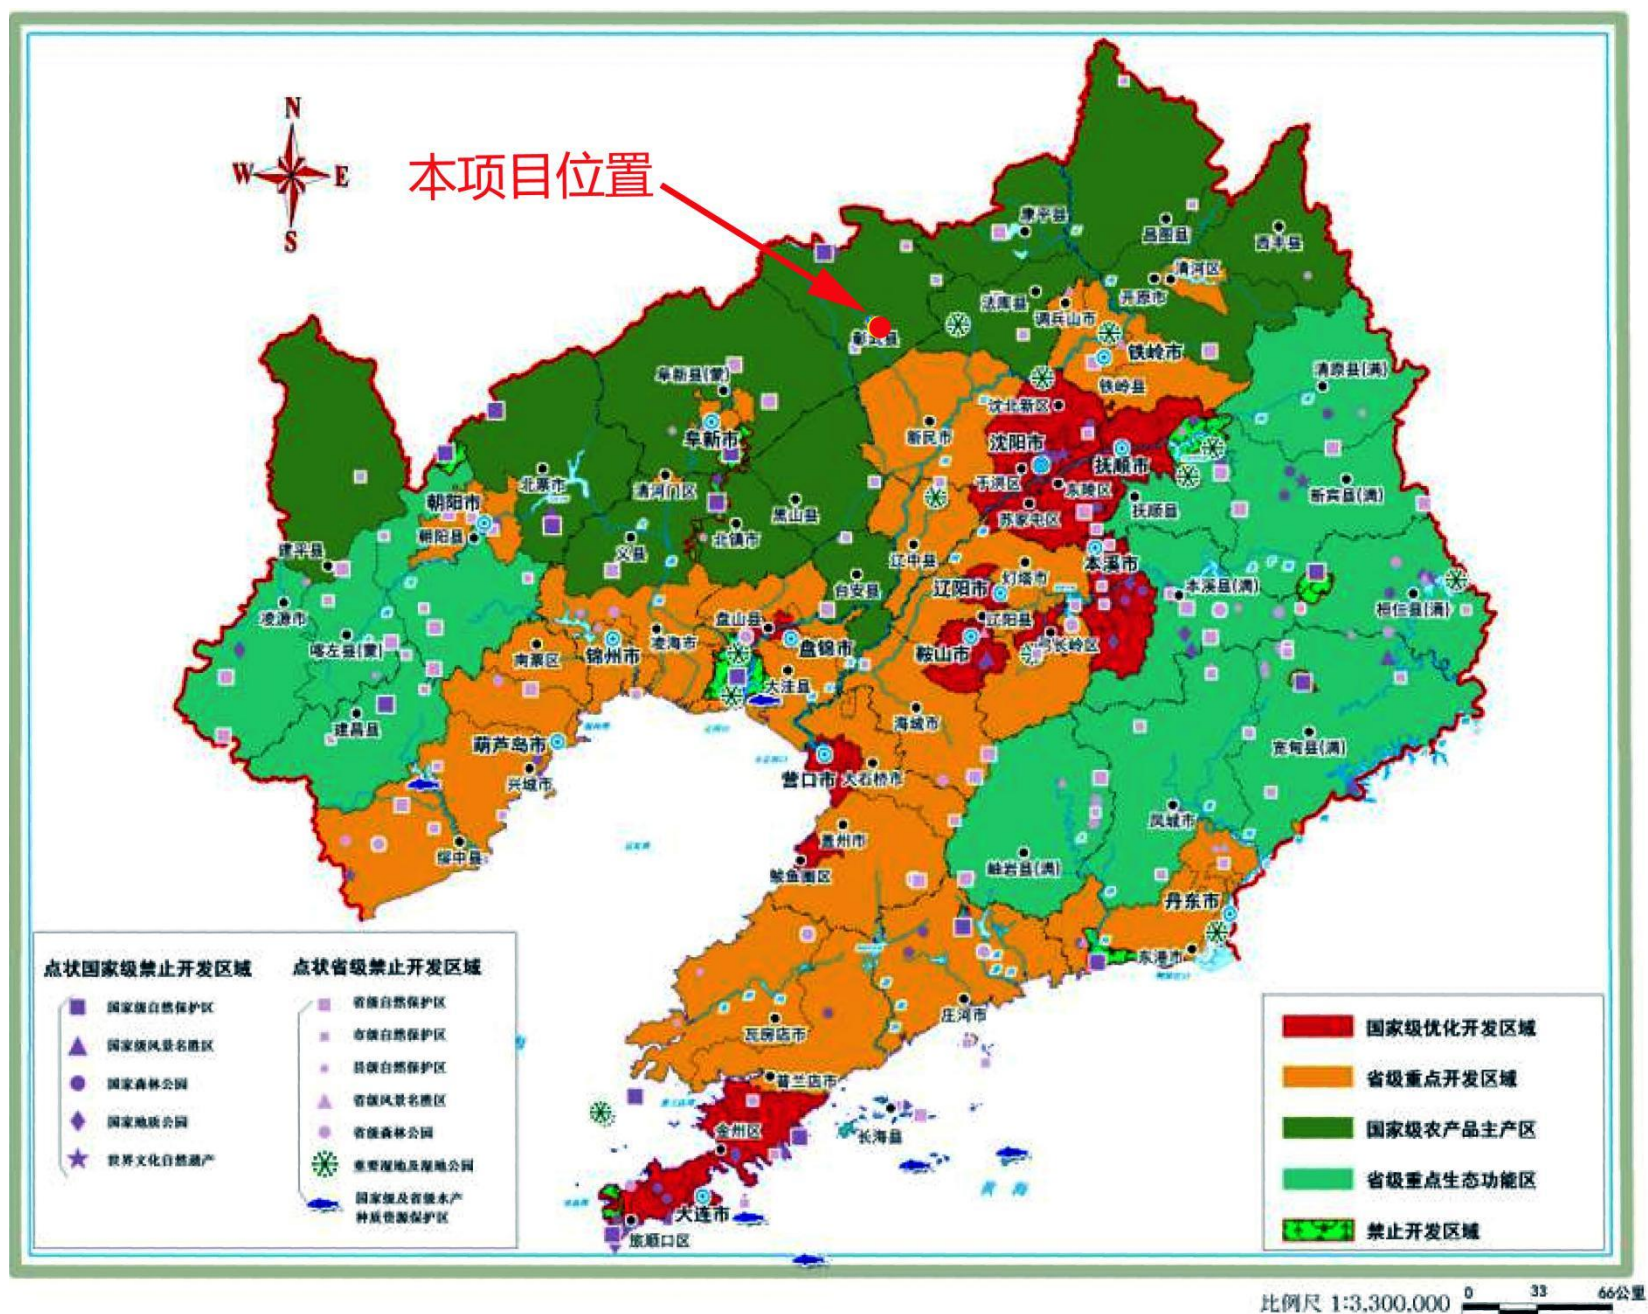 N
W
E
S
本项目位置
康平县
昌图县
西丰县
清河区
开原市
法库县
调兵山市
彰武县
铁岭市
铁岭县
清原县(满)
阜新县(蒙)
阜新市
沈北新区
新民市
沈阳市
抚顺市
于洪区
东陵区
苏家屯区
抚顺县
新宾县(满)
北票市
清河门区
黑山县
朝阳市
朝阳县
北镇市
义县
辽中县
本溪市
建平县
台安县
辽阳市
灯塔市
本溪县(满)
桓仁县(满)
凌源市
喀左县(蒙)
盘山县
辽阳县
南票区
锦州市
凌海市
盘锦市
鞍山市
弓长岭区
大洼县
建昌县
海城市
葫芦岛市
兴城市
营口市
大石桥市
宽甸县(满)
凤城市
绥中县
盖州市
鲅鱼圈区
岫岩县(满)
丹东市
东港市
庄河市
瓦房店市
普兰店市
金州区
长海县
黄海
大连市
旅顺口区
点状国家级禁止开发区域
国家级自然保护区
国家级风景名胜区
国家森林公园
国家地质公园
世界文化自然遗产
点状省级禁止开发区域
省级自然保护区
市级自然保护区
县级自然保护区
省级风景名胜区
省级森林公园
重要湿地及湿地公园
国家级及省级水产
种质资源保护区
国家级优化开发区域
省级重点开发区域
国家级农产品主产区
省级重点生态功能区
禁止开发区域
比例尺 1:3,300,000
0 33 66公里